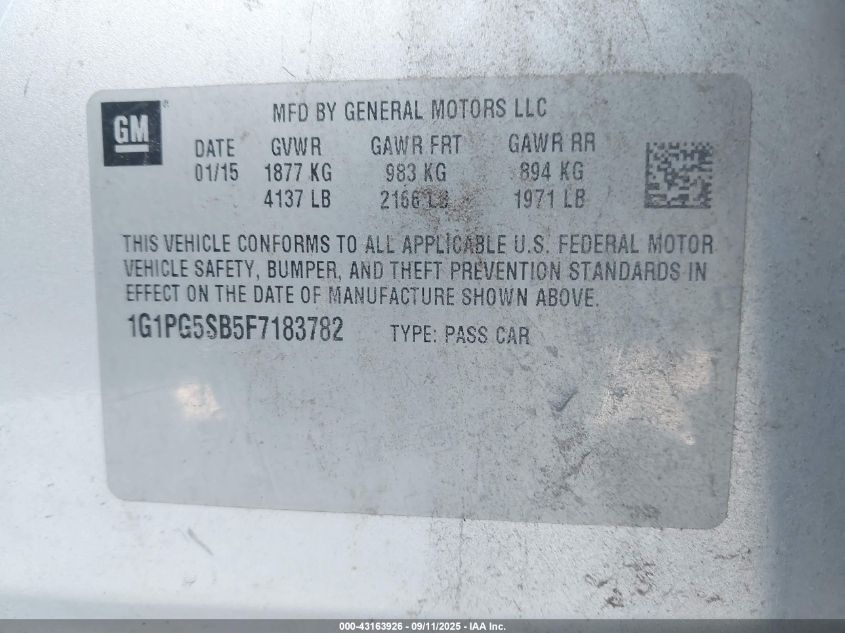 GM ®
MFD BY GENERAL MOTORS LLC
DATE GVWR GAWR FRT GAWR RR
01/15 1877 KG 983 KG 894 KG
4137 LB 2166 LB 1971 LB
THIS VEHICLE CONFORMS TO ALL APPLICABLE U.S. FEDERAL MOTOR
VEHICLE SAFETY, BUMPER, AND THEFT PREVENTION STANDARDS IN
EFFECT ON THE DATE OF MANUFACTURE SHOWN ABOVE.
1G1PG5SB5F7183782 TYPE: PASS CAR
000-43163926 - 09/11/2025 - IAA Inc.